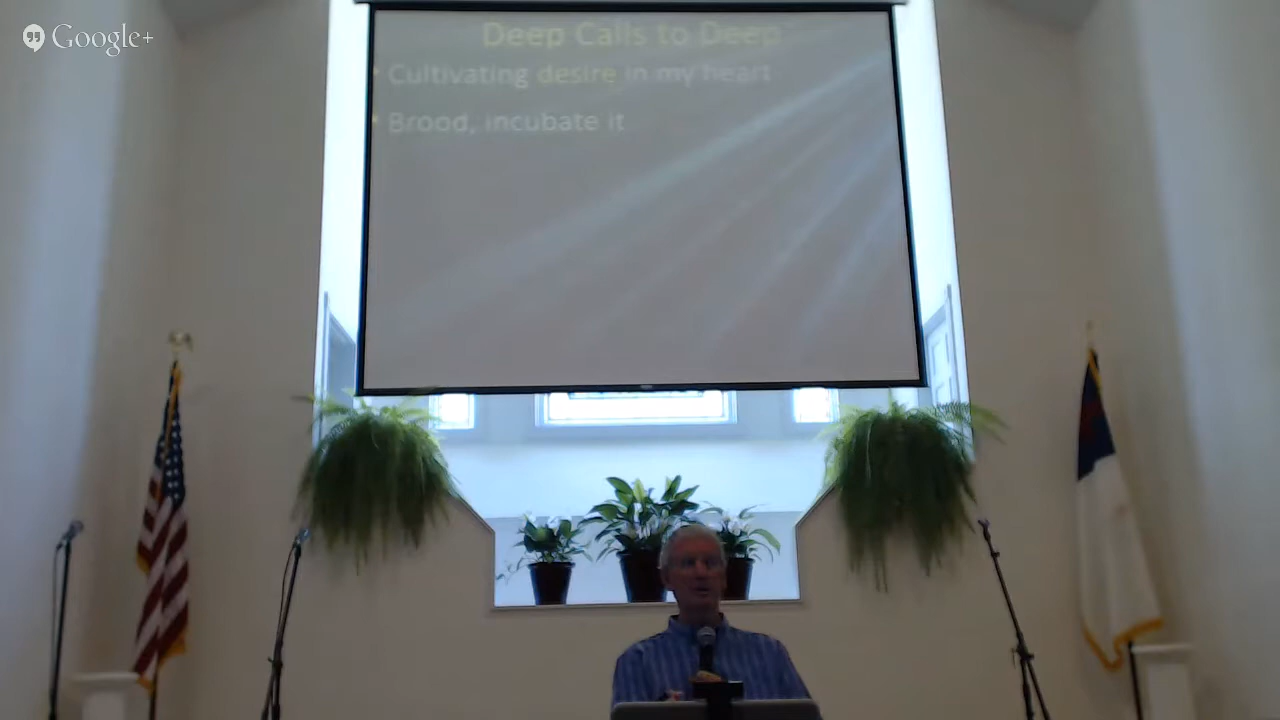 Google+
Deep Calls to Deep
Cultivating desire in my heart
Brood, incubate it